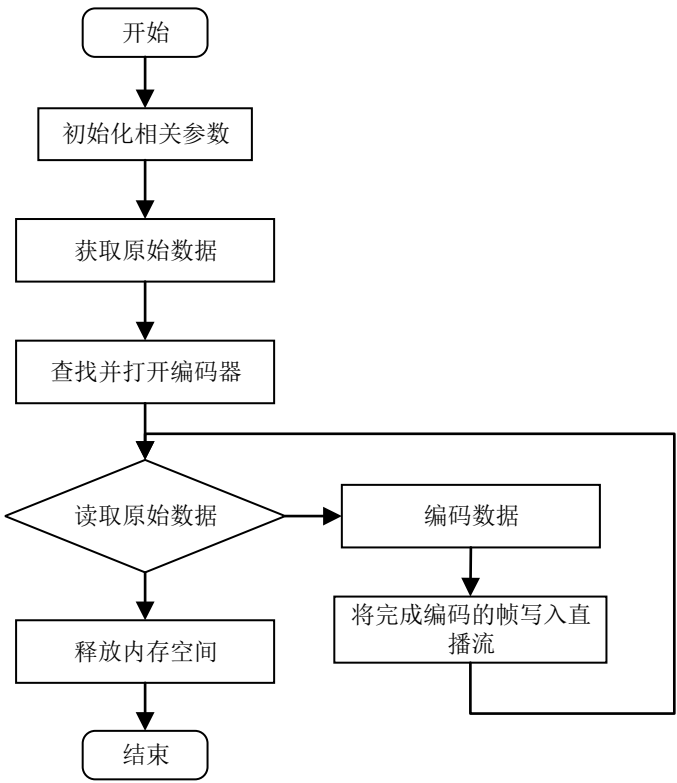 开始
初始化相关参数
获取原始数据
查找并打开编码器
读取原始数据
编码数据
将完成编码的帧写入直
播流
释放内存空间
结束